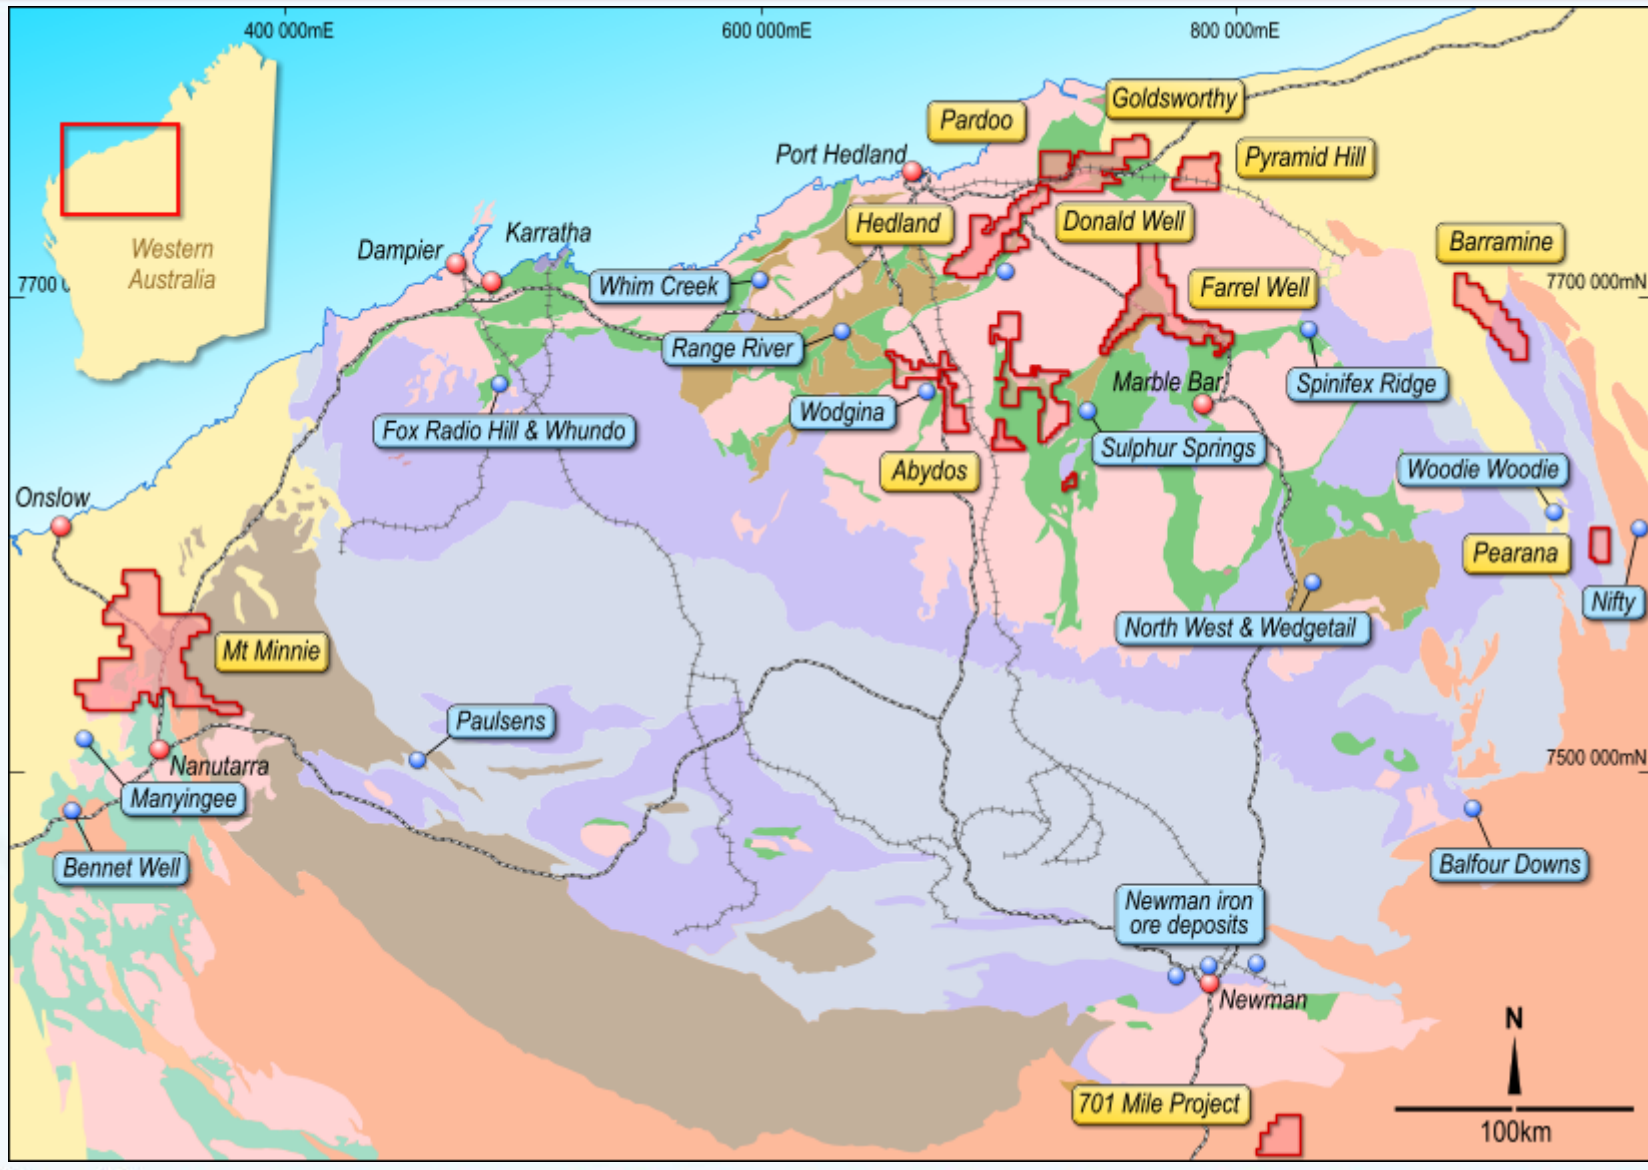 400 000mE
600 000mE
800 000mE
Goldsworthy
Pardoo
Port Hedland
Pyramid Hill
Hedland
Donald Well
Karratha
Dampier
Western
Australia
Barramine
7700 0
Whim Creek
Farrel Well
7700 000mN
Range River
Marble Bar
Spinifex Ridge
Wodgina
Fox Radio Hill & Whundo
Sulphur Springs
Abydos
Woodie Woodie
Onslow
Pearana
Nifty
North West & Wedgetail
Mt Minnie
Paulsens
7500 000mN
Nanutarra
Manyingee
Bennet Well
Balfour Downs
Newman iron
ore deposits
Newman
N
701 Mile Project
100km